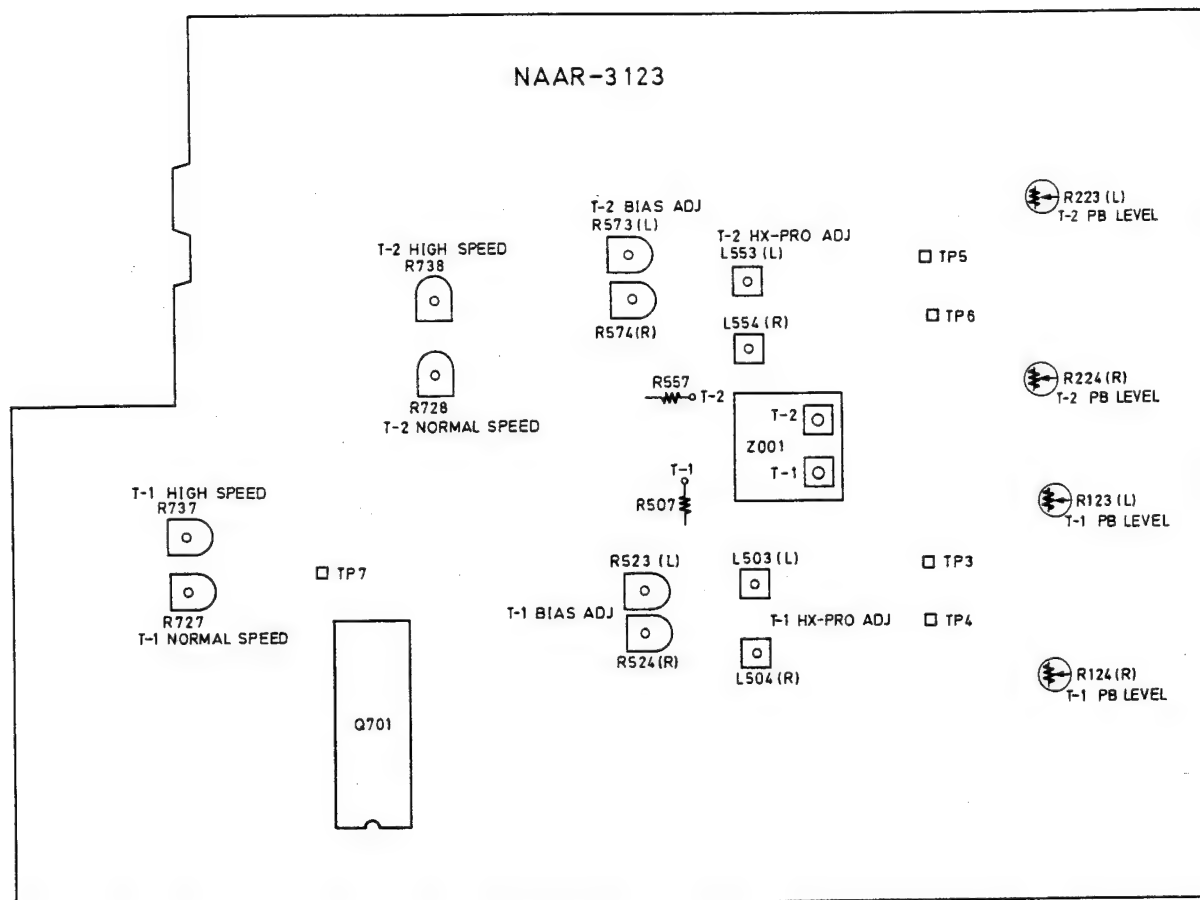 NAAR-3123
R223(L)
T-2 PB LEVEL
T-2 BIAS ADJ
R573(L)
T-2 HX-PRO ADJ
L553(L)
T-2 HIGH SPEED
R738
TP5
TP6
R574(R)
L554(R)
R557
T-2
R224(R)
T-2 PB LEVEL
R728
T-2 NORMAL SPEED
T-2
Z001
T-1
T-1
R507
T-1 HIGH SPEED
R737
R123(L)
T-1 PB LEVEL
TP7
R523(L)
L503(L)
TP3
R727
T-1 NORMAL SPEED
T-1 BIAS ADJ
T-1 HX-PRO ADJ
TP4
R524(R)
L504(R)
R124(R)
T-1 PB LEVEL
Q701